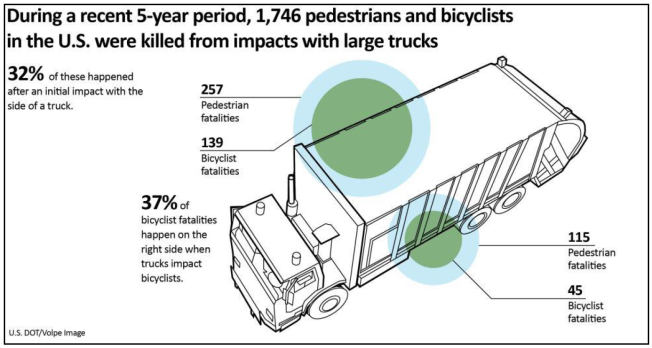 During a recent 5-year period, 1,746 pedestrians and bicyclists
in the U.S. were killed from impacts with large trucks
32% of these happened
after an initial impact with the
side of a truck.
257
Pedestrian
fatalities
139
Bicyclist
fatalities
37% of
bicyclist fatalities
happen on the
right side when
trucks impact
bicyclists.
115
Pedestrian
fatalities
45
Bicyclist
fatalities
U.S. DOT/Volpe Image